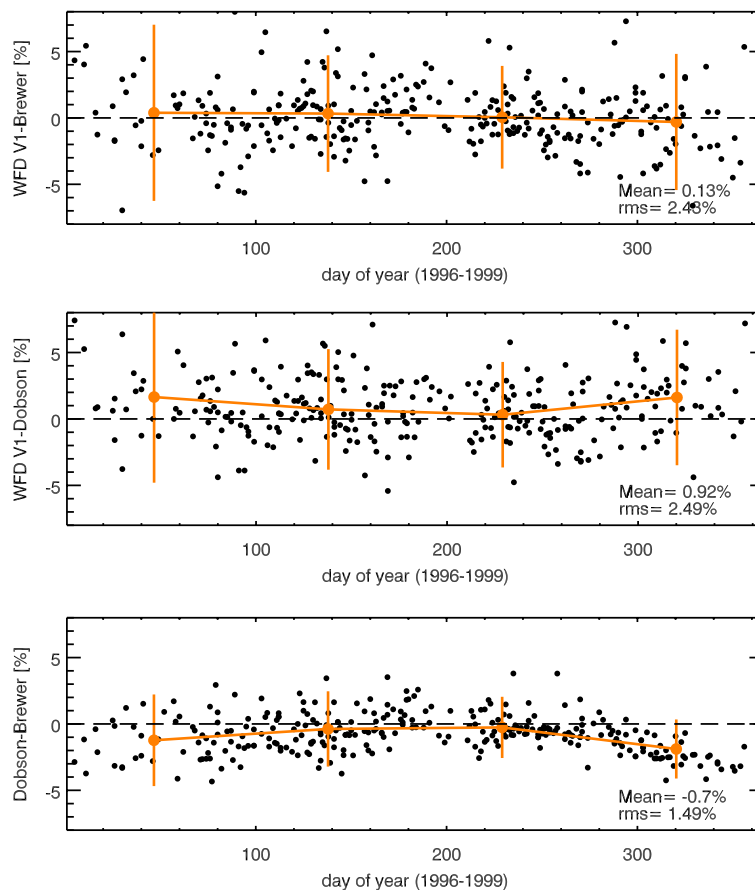 5
0
-5
WFD V1-Brewer [%]
Mean= 0.13%
rms= 2.48%
100 200 300
day of year (1996-1999)
5
0
-5
WFD V1-Dobson [%]
Mean= 0.92%
rms= 2.49%
100 200 300
day of year (1996-1999)
5
0
-5
Dobson-Brewer [%]
Mean= -0.7%
rms= 1.49%
100 200 300
day of year (1996-1999)